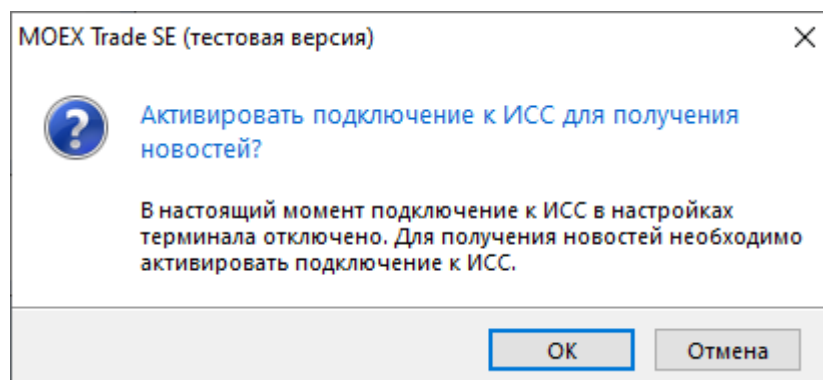 MOEX Trade SE (тестовая версия)
Активировать подключение к ИСС для получения
новостей?
В настоящий момент подключение к ИСС в настройках
терминала отключено. Для получения новостей необходимо
активировать подключение к ИСС.
ОК
Отмена